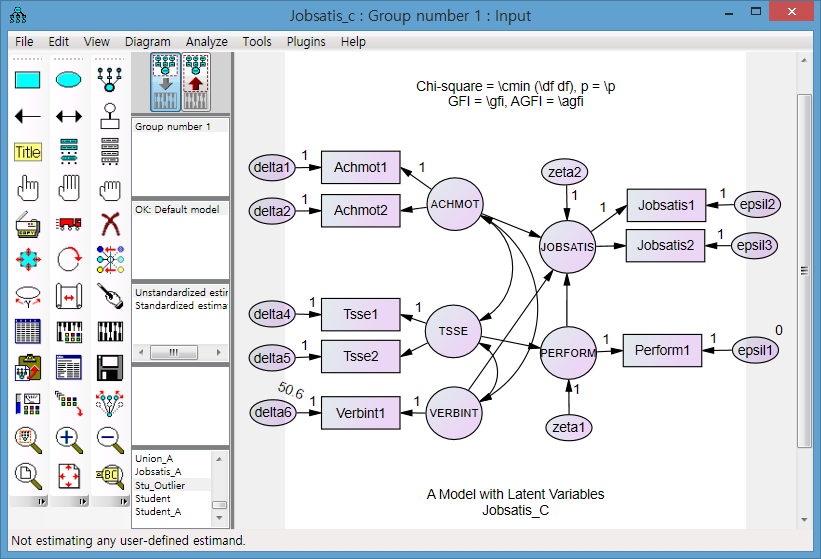 Jobsatis_c : Group number 1 : Input
File Edit View Diagram Analyze Tools Plugins Help
Title
Group number 1
OK: Default model
Unstandardized estir
Standardized estima
Union_A
Jobsatis_A
Stu_Outlier
Student
Student_A
Chi-square = \cmin (\df df), p = \p
GFI = \gfi, AGFI = \agfi
delta1 1 Achmot1 1
delta2 1 Achmot2
ACHMOT
zeta2
1
JOBSATIS
1 Jobsatis1 1 epsil2
Jobsatis2 1 epsil3
delta4 1 Tsse1 1
delta5 1 Tsse2
TSSE
50.6
delta6 1 Verbint1 1 VERBINT
PERFORM 1 Perform1 1 epsil1 0
1
zeta1
A Model with Latent Variables
Jobsatis_C
Not estimating any user-defined estimand.